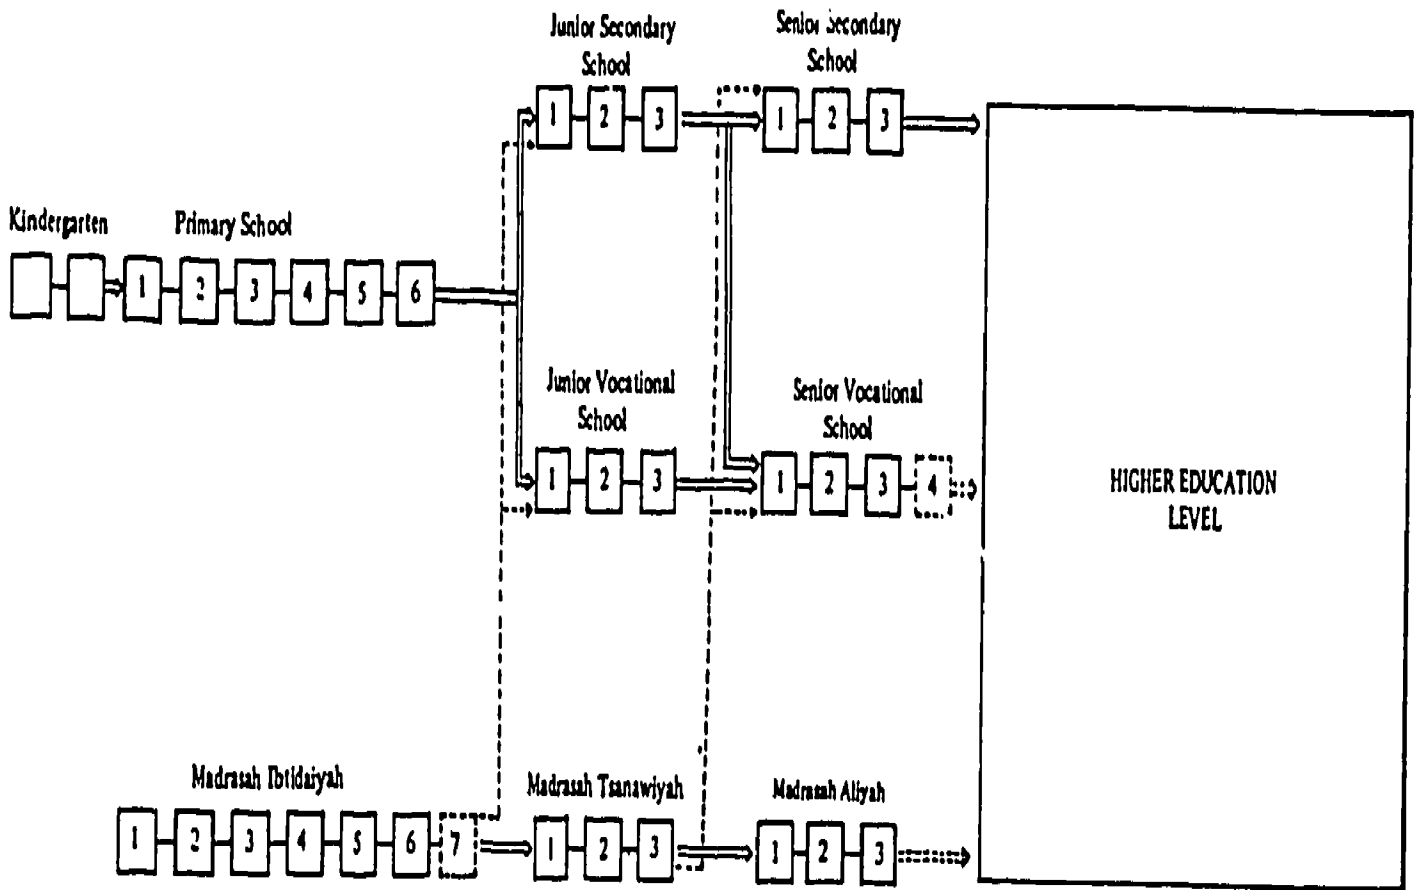 Junior Secondary
School
Senior Secondary
School
1 2 3
1 2 3
Kindergarten
Primary School
1 2 3 4 5 6
Junior Vocational
School
Senior Vocational
School
1 2 3
1 2 3 4
HIGHER EDUCATION
LEVEL
Madrasah Ibtidaiyah
Madrasah Tsanawiyah
Madrasah Aliyah
1 2 3 4 5 6 7
1 2 3
1 2 3